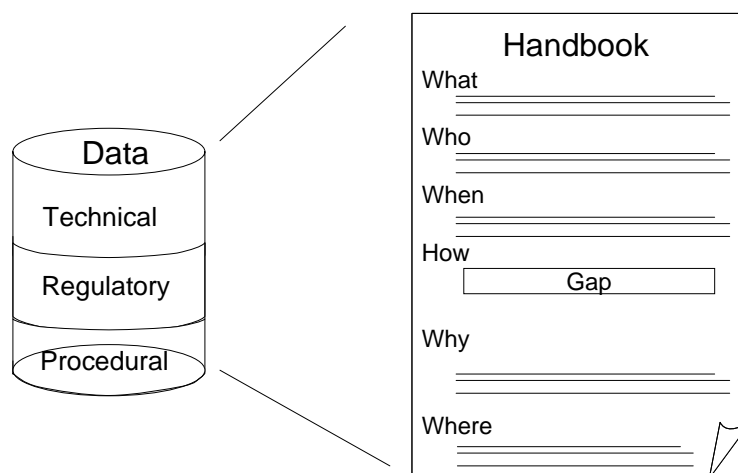 Data
Technical
Regulatory
Procedural
Handbook
What
Who
When
How
Gap
Why
Where